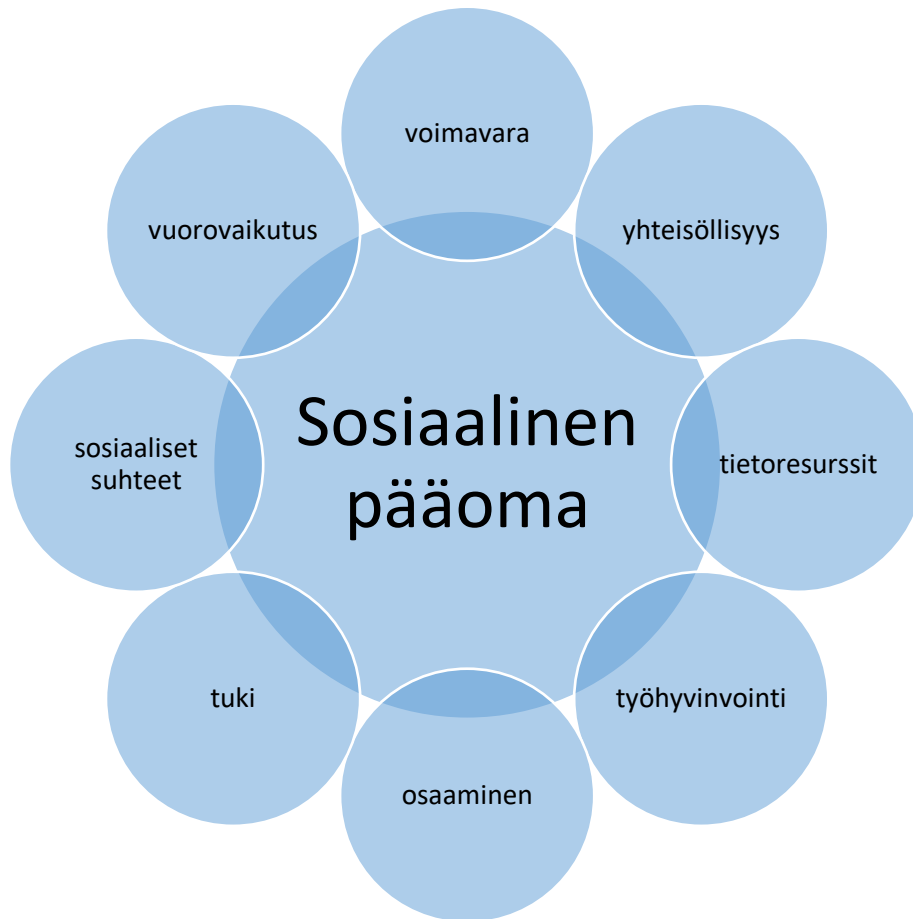 voimavara
vuorovaikutus
yhteisöllisyys
Sosiaalinen
pääoma
sosiaaliset
suhteet
tietoresurssit
tuki
työhyvinvointi
osaaminen